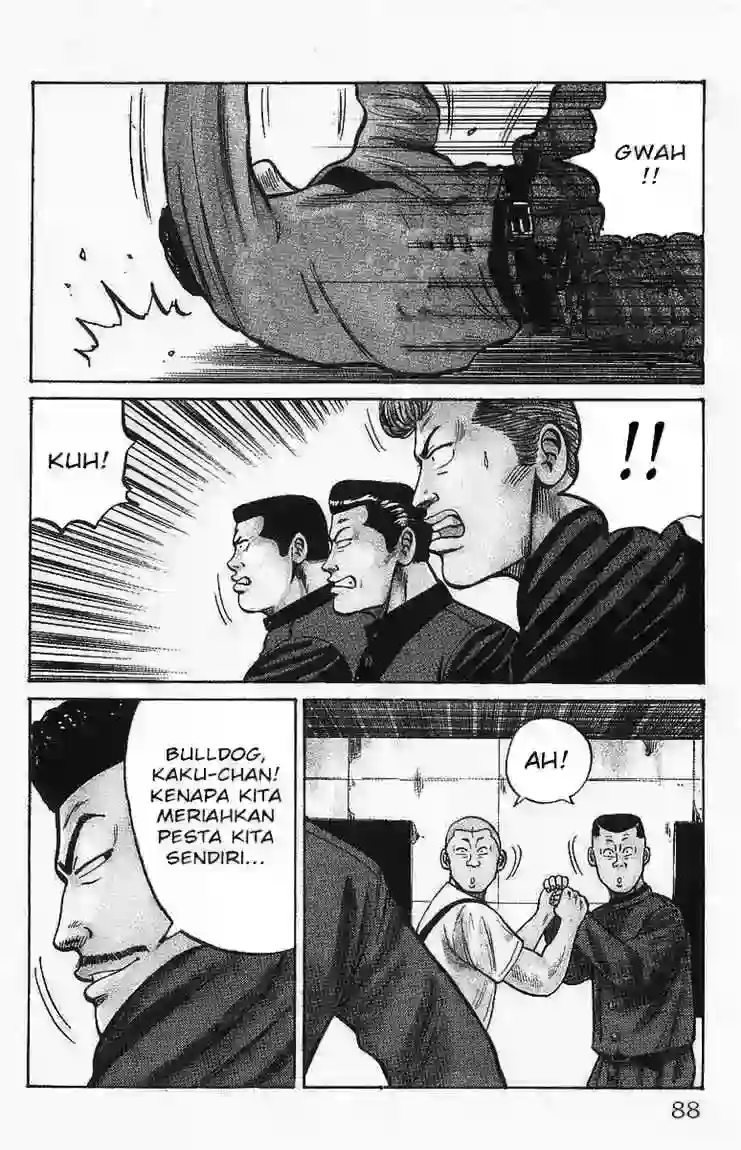 GWAH
!!
!!
KUH!
BULLDOG,
KAKU-CHAN!
KENAPA KITA
MERIAHKAN
PESTA KITA
SENDIRI...
AH!
88